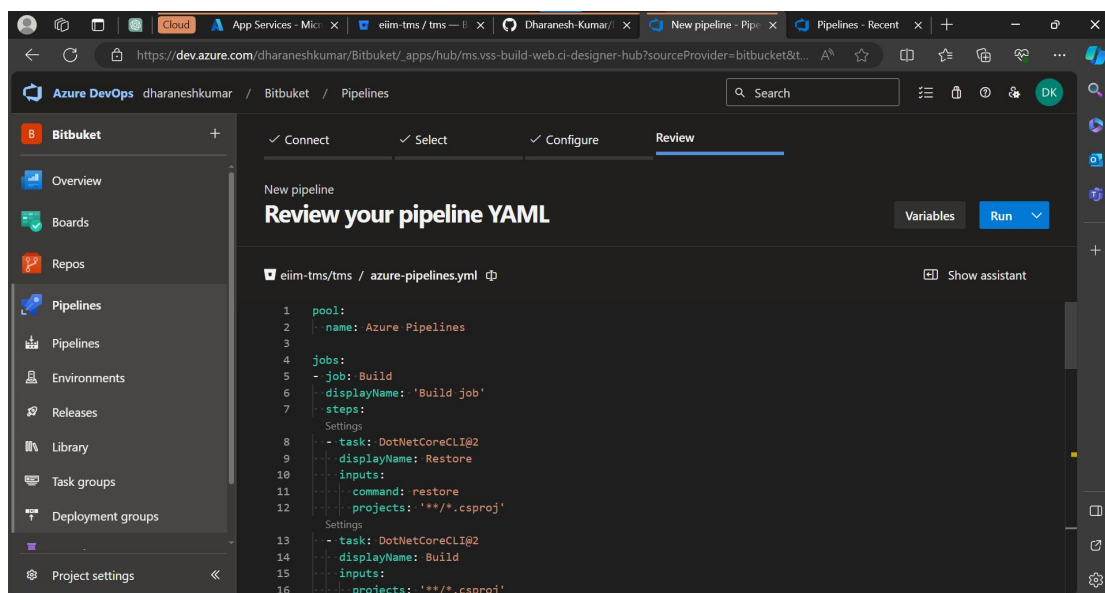 Cloud
App Services - Micr
eiim-tms / tms — B
Dharanesh-Kumar/
New pipeline - Pipe
Pipelines - Recent
https://dev.azure.com/dharaneshkumar/Bitbuket/_apps/hub/ms.vss-build-web.ci-designer-hub?sourceProvider=bitbucket&t...
Azure DevOps dharaneshkumar / Bitbuket / Pipelines
Search
DK
B Bitbuket
Overview
Boards
Repos
Pipelines
Pipelines
Environments
Releases
Library
Task groups
Deployment groups
Project settings
Connect
Select
Configure
Review
New pipeline
Review your pipeline YAML
Variables
Run
eiim-tms/tms / azure-pipelines.yml
Show assistant
1 pool:
2 name: Azure Pipelines
3
4 jobs:
5 - job: Build
6 displayName: 'Build job'
7 steps:
Settings
8 - task: DotNetCoreCLI@2
9 displayName: Restore
10 inputs:
11 command: restore
12 projects: '**/*.csproj'
Settings
13 - task: DotNetCoreCLI@2
14 displayName: Build
15 inputs:
16 projects: '**/*.csproj'